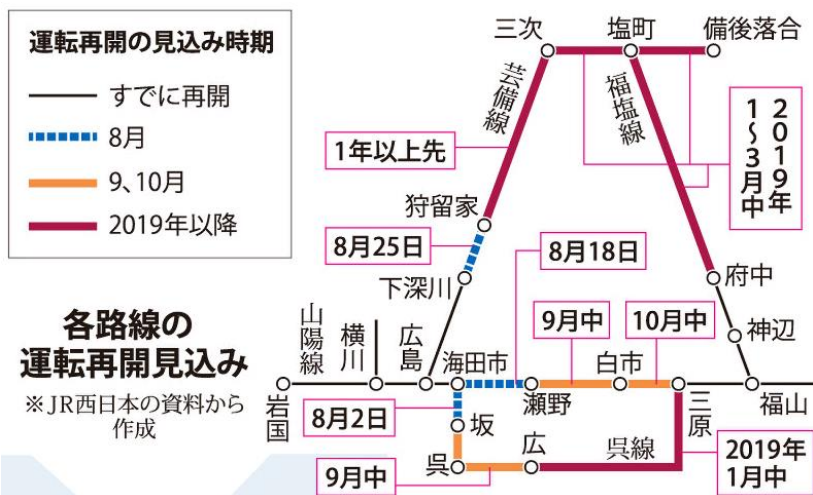 運転再開の見込み時期
すでに再開
8月
9、10月
2019年以降
各路線の
運転再開見込み
※JR西日本の資料から
作成
三次
塩町
備後落合
芸備線
福塩線
1年以上先
2019年
1〜3月中
狩留家
8月25日
8月18日
下深川
府中
9月中
10月中
神辺
山陽線
横川
広島
海田市
白市
岩国
瀬野
三原
福山
8月2日
坂
呉
広
呉線
9月中
2019年
1月中